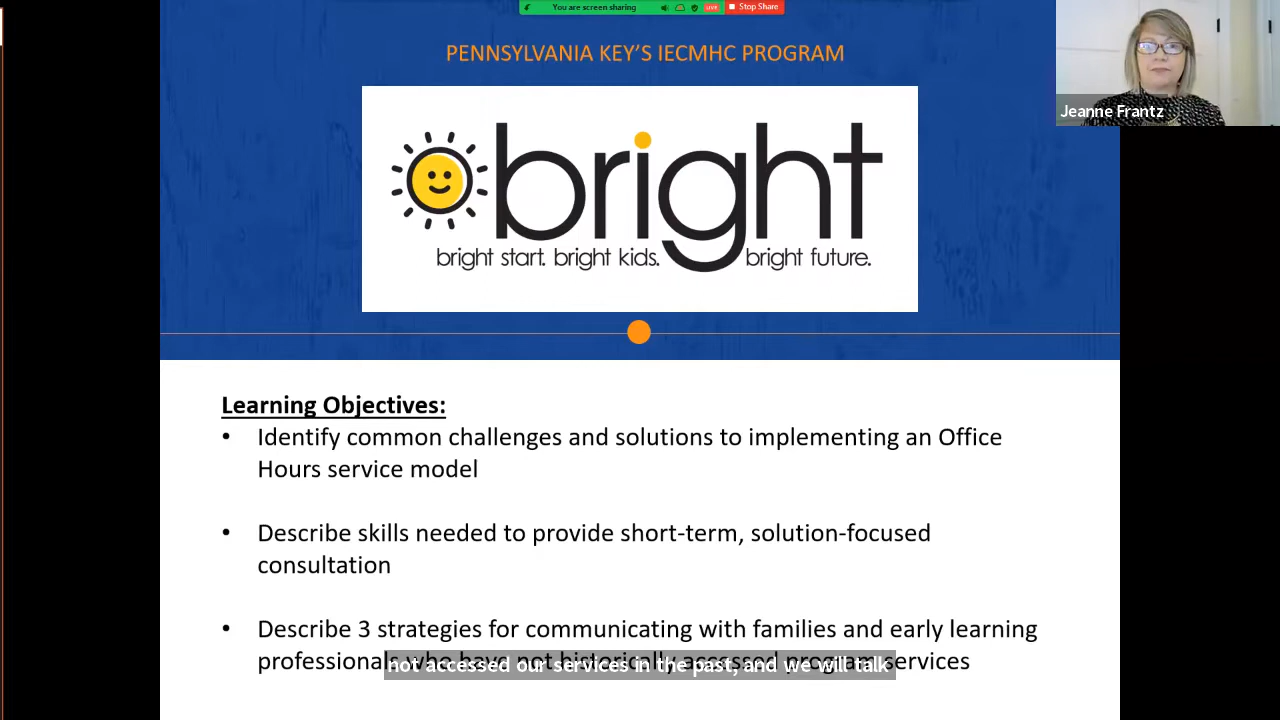 You are screen sharing
LIVE
Stop Share
PENNSYLVANIA KEY’S IECMHC PROGRAM
Jeanne Frantz
bright
bright start. bright kids. bright future.
Learning Objectives:
• Identify common challenges and solutions to implementing an Office
Hours service model
• Describe skills needed to provide short-term, solution-focused
consultation
• Describe 3 strategies for communicating with families and early learning
professionals who have not historically accessed program services
not accessed our services in the past, and we will talk